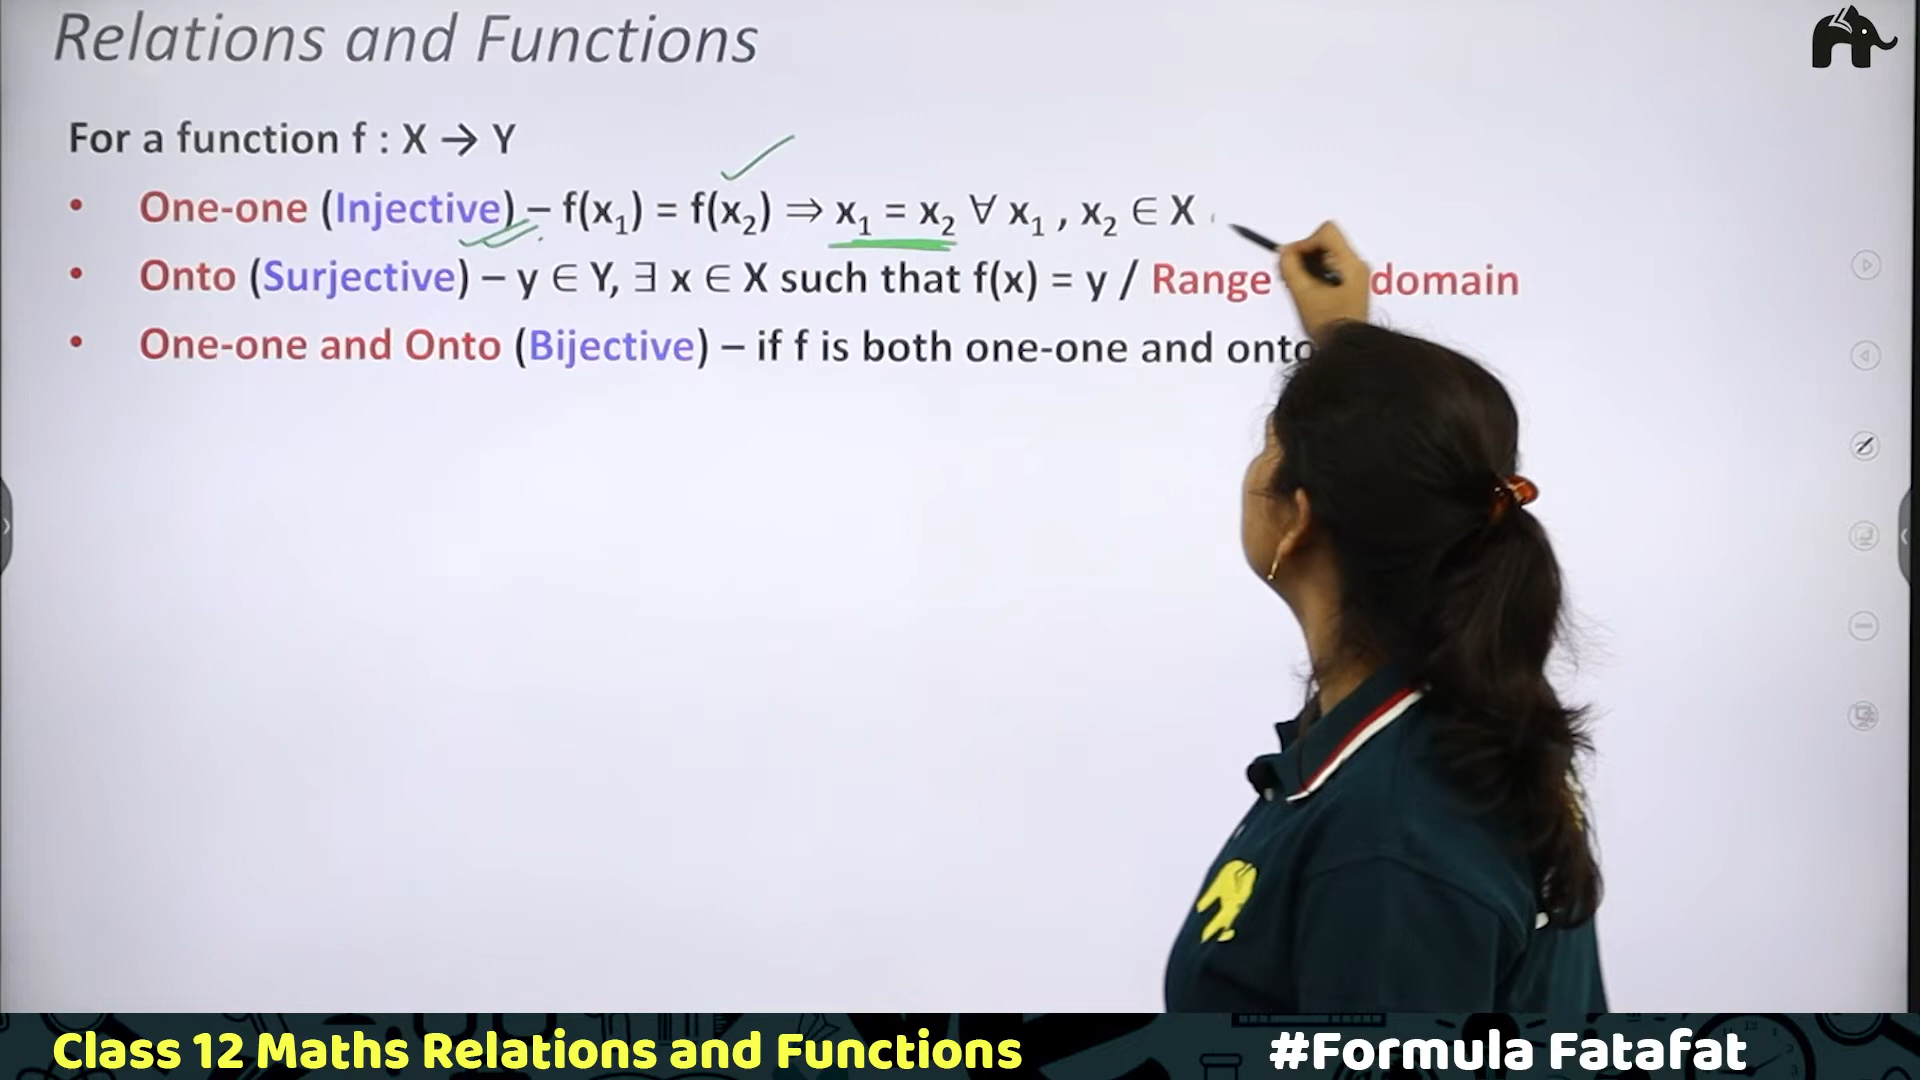 Relations and Functions
For a function f : X → Y
• One-one (Injective) – f(x₁) = f(x₂) ⇒ x₁ = x₂ ∀ x₁ , x₂ ∈ X
• Onto (Surjective) – y ∈ Y, ∃ x ∈ X such that f(x) = y / Range domain
• One-one and Onto (Bijective) – if f is both one-one and onto
Class 12 Maths Relations and Functions
#Formula Fatafat